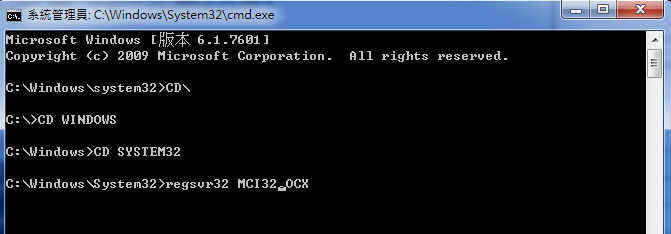 系統管理員: C:\Windows\System32\cmd.exe
Microsoft Windows [版本 6.1.7601]
Copyright (c) 2009 Microsoft Corporation.  All rights reserved.
C:\Windows\system32>CD\
C:\>CD WINDOWS
C:\Windows>CD SYSTEM32
C:\Windows\System32>regsvr32 MCI32.OCX